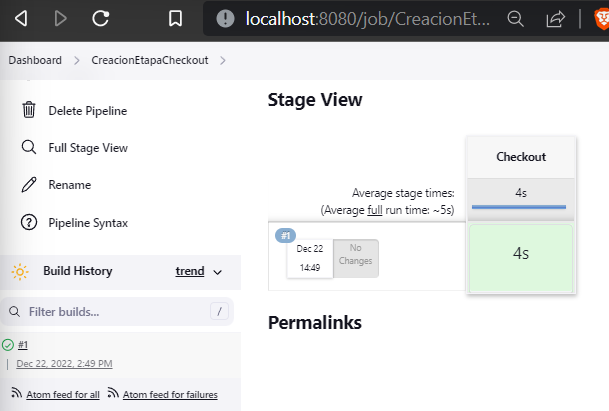 localhost:8080/job/CreacionEt...
Dashboard > CreacionEtapaCheckout >
Delete Pipeline
Full Stage View
Rename
Pipeline Syntax
Build History trend
Filter builds... /
#1
Dec 22, 2022, 2:49 PM
Atom feed for all Atom feed for failures
Stage View
Checkout
Average stage times:
4s
(Average full run time: ~5s)
#1
Dec 22
14:49
No
Changes
4s
Permalinks